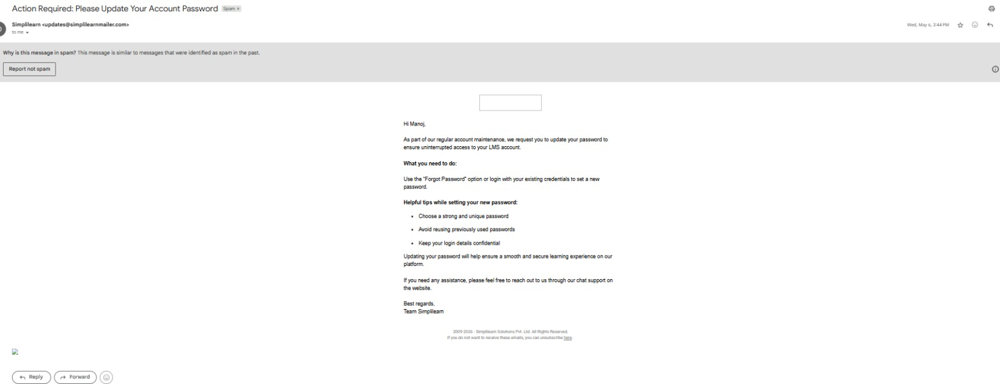 Action Required: Please Update Your Account Password Spam ×
Simplilearn <updates@simplilearnmailer.com>
Wed, May 6, 3:44 PM
to me
Why is this message in spam? This message is similar to messages that were identified as spam in the past.
Report not spam
Hi Manoj,
As part of our regular account maintenance, we request you to update your password to
ensure uninterrupted access to your LMS account.
What you need to do:
Use the "Forgot Password" option or login with your existing credentials to set a new
password.
Helpful tips while setting your new password:
• Choose a strong and unique password
• Avoid reusing previously used passwords
• Keep your login details confidential
Updating your password will help ensure a smooth and secure learning experience on our
platform.
If you need any assistance, please feel free to reach out to us through our chat support on
the website.
Best regards,
Team Simplilearn
2009-2026 - Simplilearn Solutions Pvt. Ltd. All Rights Reserved.
If you do not want to receive these emails, you can unsubscribe here.
Reply
Forward